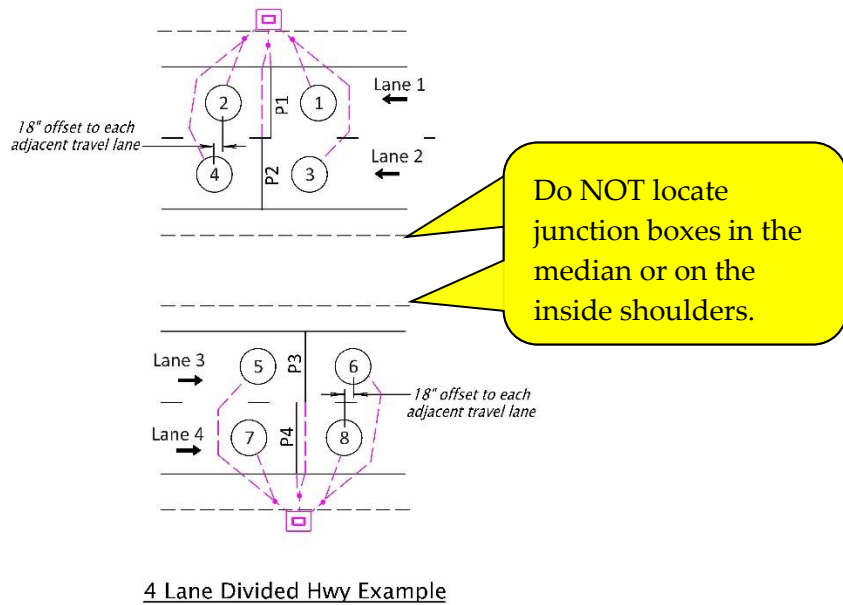 Lane 1
2
1
P1
18" offset to each
adjacent travel lane
Lane 2
4
P2
3
Do NOT locate
junction boxes in the
median or on the
inside shoulders.
Lane 3
5
P3
6
18" offset to each
adjacent travel lane
Lane 4
7
P4
8
4 Lane Divided Hwy Example